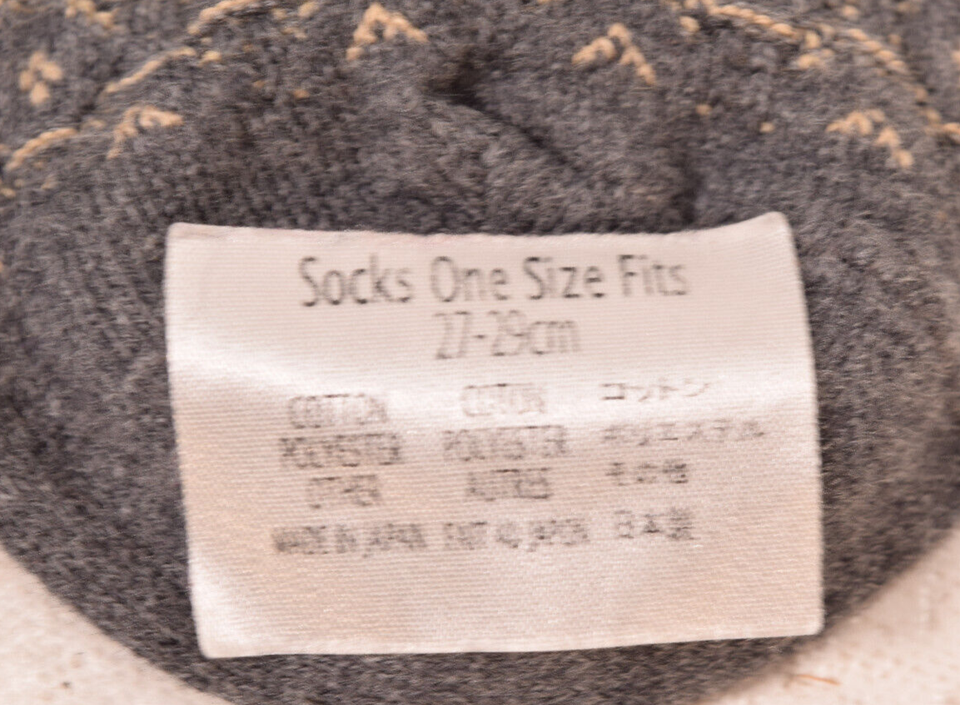 Socks One Size Fits
27-29cm
COTTON COTON コットン
POLYESTER POLYESTER ポリエステル
OTHER AUTRES その他
MADE IN JAPAN FAIT AU JAPON 日本製